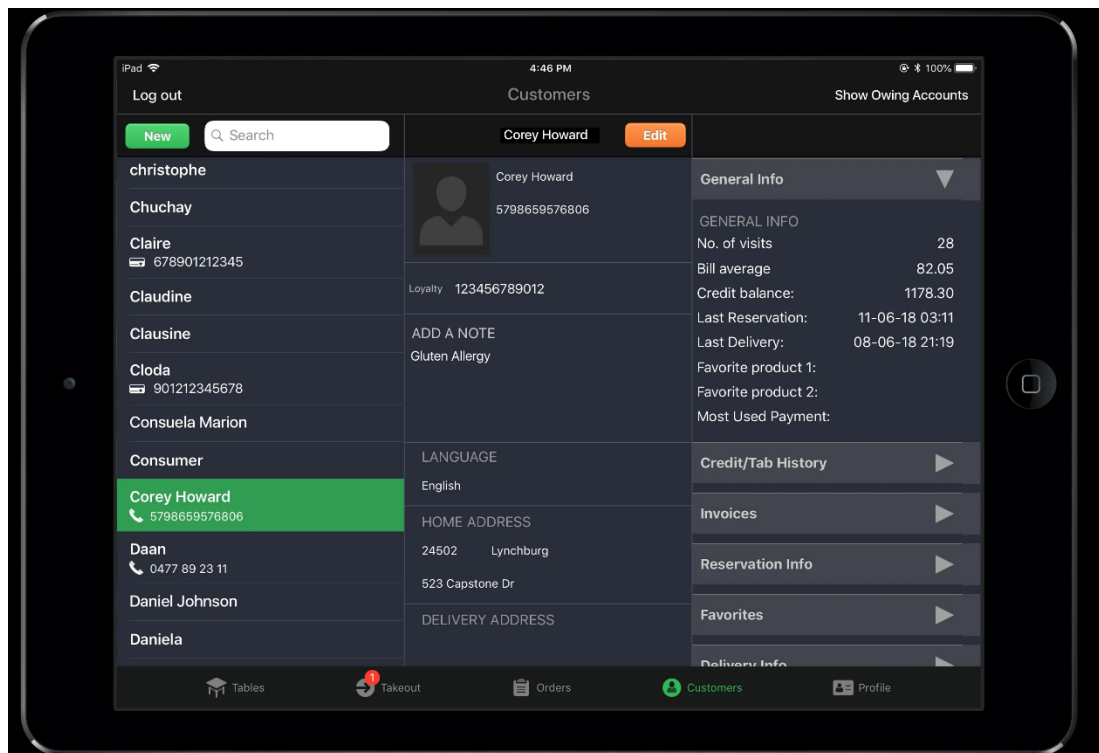 iPad
4:46 PM
100%
Log out
Customers
Show Owing Accounts
New
Search
Corey Howard
Edit
christophe
Chuchay
Claire
678901212345
Claudine
Clausine
Cloda
901212345678
Consuela Marion
Consumer
Corey Howard
5798659576806
Daan
0477 89 23 11
Daniel Johnson
Daniela
Corey Howard
5798659576806
Loyalty 123456789012
ADD A NOTE
Gluten Allergy
LANGUAGE
English
HOME ADDRESS
24502 Lynchburg
523 Capstone Dr
DELIVERY ADDRESS
General Info
GENERAL INFO
No. of visits 28
Bill average 82.05
Credit balance: 1178.30
Last Reservation: 11-06-18 03:11
Last Delivery: 08-06-18 21:19
Favorite product 1:
Favorite product 2:
Most Used Payment:
Credit/Tab History
Invoices
Reservation Info
Favorites
Delivery Info
Tables
1
Takeout
Orders
Customers
Profile